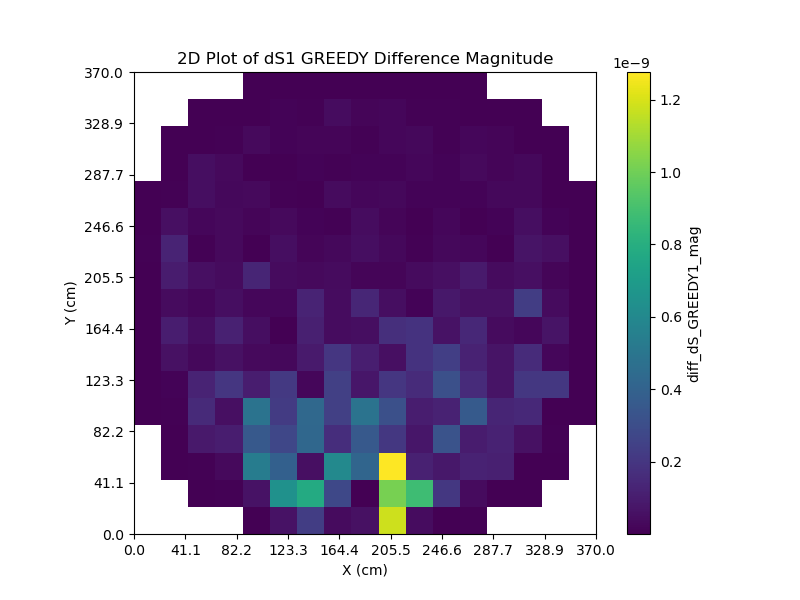 2D Plot of dS1 GREEDY Difference Magnitude
1e−9
370.0
328.9
287.7
246.6
205.5
164.4
123.3
82.2
41.1
0.0
Y (cm)
0.0 41.1 82.2 123.3 164.4 205.5 246.6 287.7 328.9 370.0
X (cm)
1.2
1.0
0.8
0.6
0.4
0.2
diff_dS_GREEDY1_mag